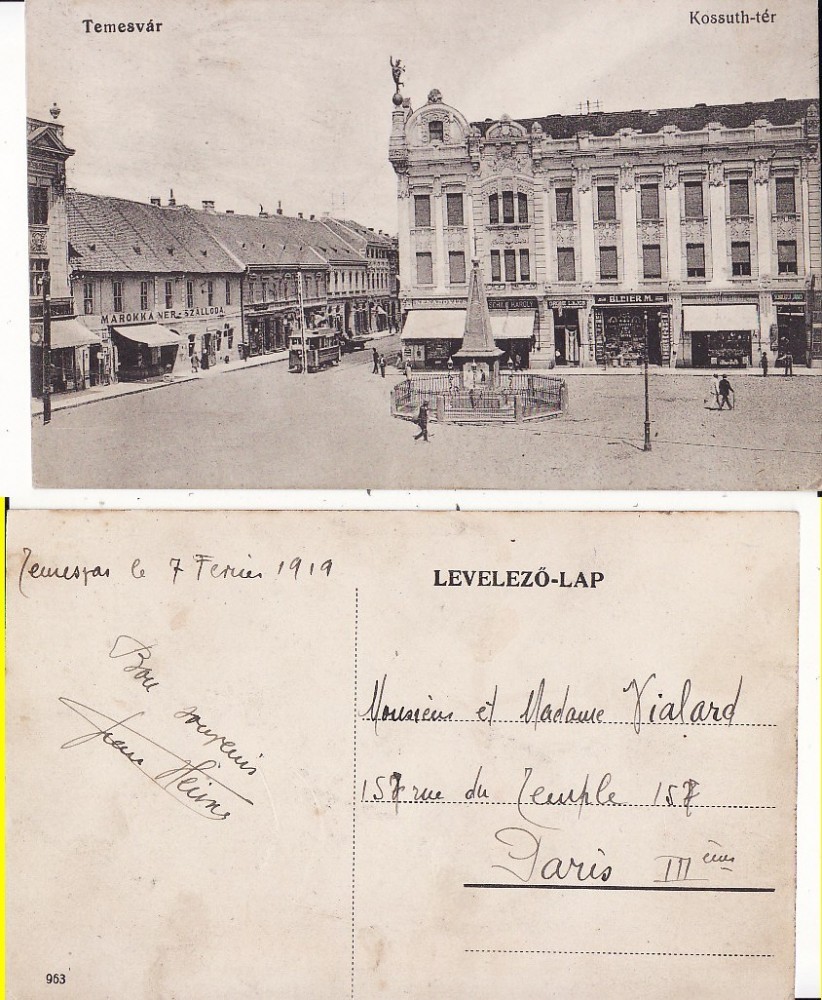 Temesvár
Kossuth-tér
MAROKKANER-SZÁLLODA.
BLEIER M.
Temesvar le 7 Fevrier 1919
LEVELEZŐ-LAP
Bon souvenir
Monsieur et Madame Vialard
157 rue du Temple 157
Paris III ème
963